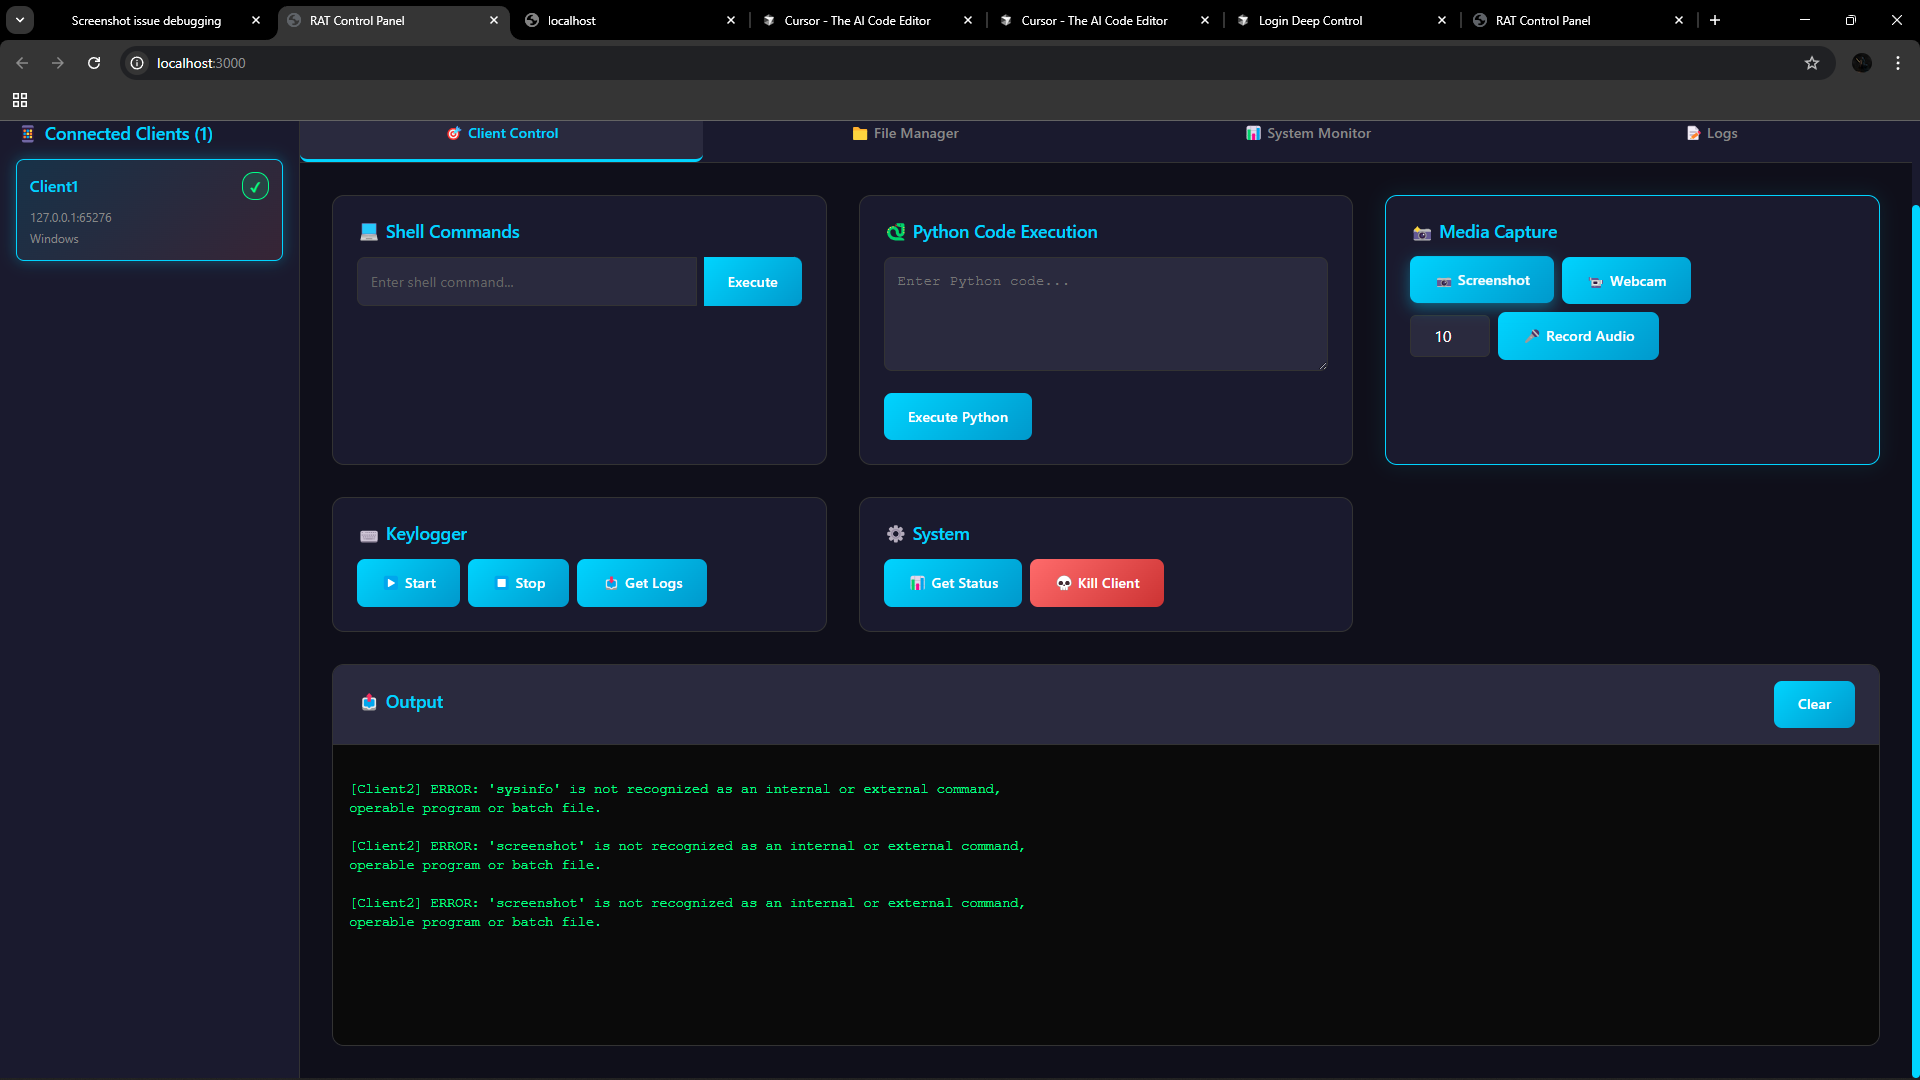 Screenshot issue debugging
RAT Control Panel
localhost
Cursor - The AI Code Editor
Cursor - The AI Code Editor
Login Deep Control
RAT Control Panel
localhost:3000
Connected Clients (1)
Client1
127.0.0.1:65276
Windows
Client Control
File Manager
System Monitor
Logs
Shell Commands
Enter shell command...
Execute
Python Code Execution
Enter Python code...
Execute Python
Media Capture
Screenshot
Webcam
10
Record Audio
Keylogger
Start
Stop
Get Logs
System
Get Status
Kill Client
Output
Clear
[Client2] ERROR: 'sysinfo' is not recognized as an internal or external command,
operable program or batch file.
[Client2] ERROR: 'screenshot' is not recognized as an internal or external command,
operable program or batch file.
[Client2] ERROR: 'screenshot' is not recognized as an internal or external command,
operable program or batch file.